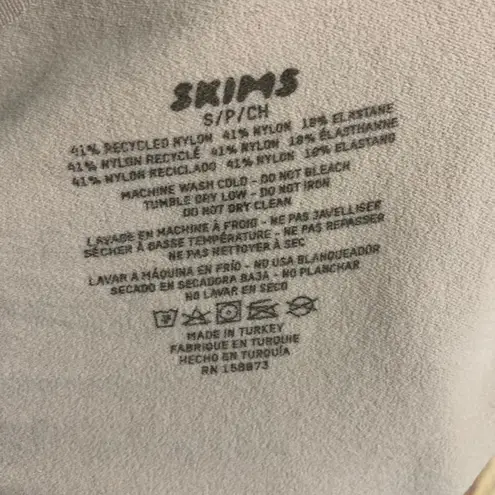 SKIMS
S/P/CH
41% RECYCLED NYLON 41% NYLON 18% ELASTANE
41% NYLON RECYCLÉ 41% NYLON 18% ÉLASTHANNE
41% NYLON RECICLADO 41% NYLON 18% ELASTANO
MACHINE WASH COLD - DO NOT BLEACH
TUMBLE DRY LOW - DO NOT IRON
DO NOT DRY CLEAN
LAVAGE EN MACHINE À FROID - NE PAS JAVELLISER
SÉCHER À BASSE TEMPÉRATURE - NE PAS REPASSER
NE PAS NETTOYER À SEC
LAVAR A MÁQUINA EN FRÍO - NO USA BLANQUEADOR
SECADO EN SECADORA BAJA - NO PLANCHAR
NO LAVAR EN SECO
MADE IN TURKEY
FABRIQUE EN TURQUIE
HECHO EN TURQUÍA
RN 158873